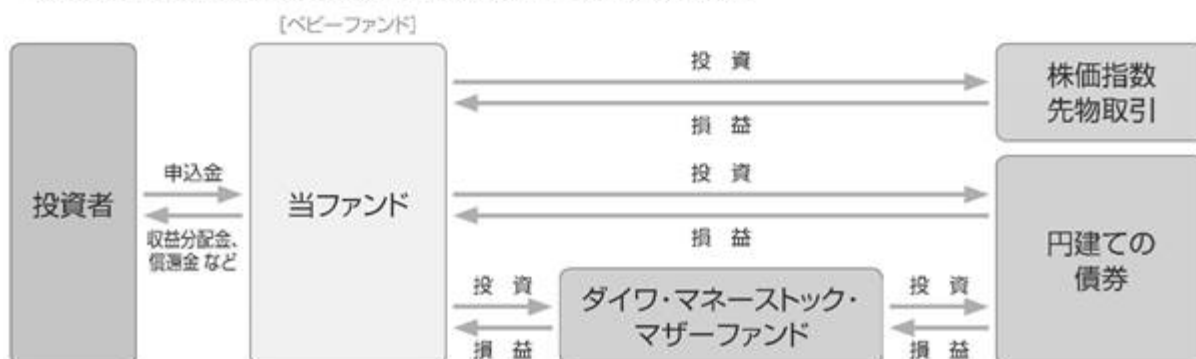 [ベビーファンド]
投資者
申込金
収益分配金、
償還金 など
当ファンド
投 資
損 益
株価指数
先物取引
投 資
損 益
円建ての
債券
投 資
損 益
ダイワ・マネーストック・
マザーファンド
投 資
損 益